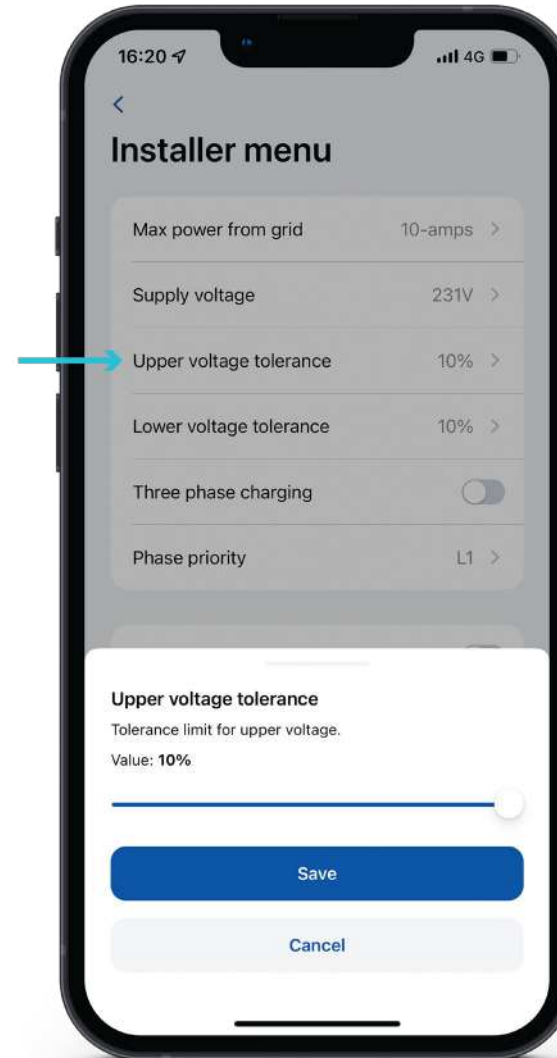 16:20
4G
Installer menu
Max power from grid 10-amps
Supply voltage 231V
Upper voltage tolerance 10%
Lower voltage tolerance 10%
Three phase charging
Phase priority L1
Upper voltage tolerance
Tolerance limit for upper voltage.
Value: 10%
Save
Cancel